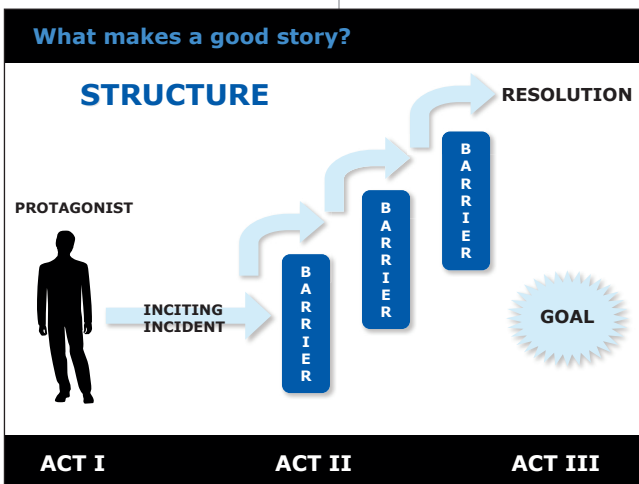 What makes a good story?
STRUCTURE
RESOLUTION
PROTAGONIST
INCITING
INCIDENT
BARRIER
BARRIER
BARRIER
GOAL
ACT I
ACT II
ACT III